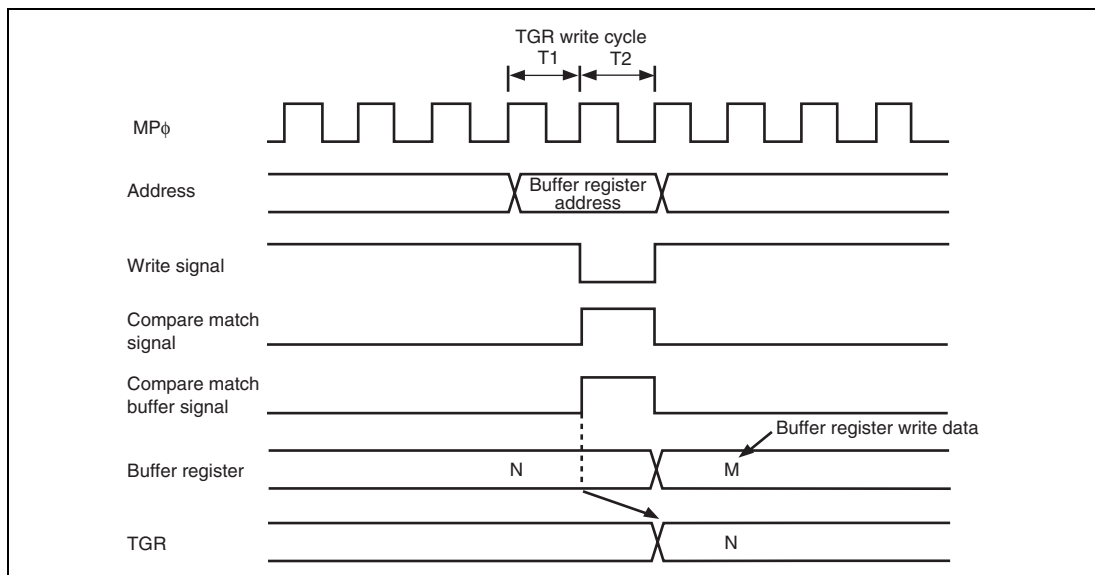 TGR write cycle
T1 T2
MPϕ
Address
Buffer register
address
Write signal
Compare match
signal
Compare match
buffer signal
Buffer register write data
Buffer register N M
TGR N